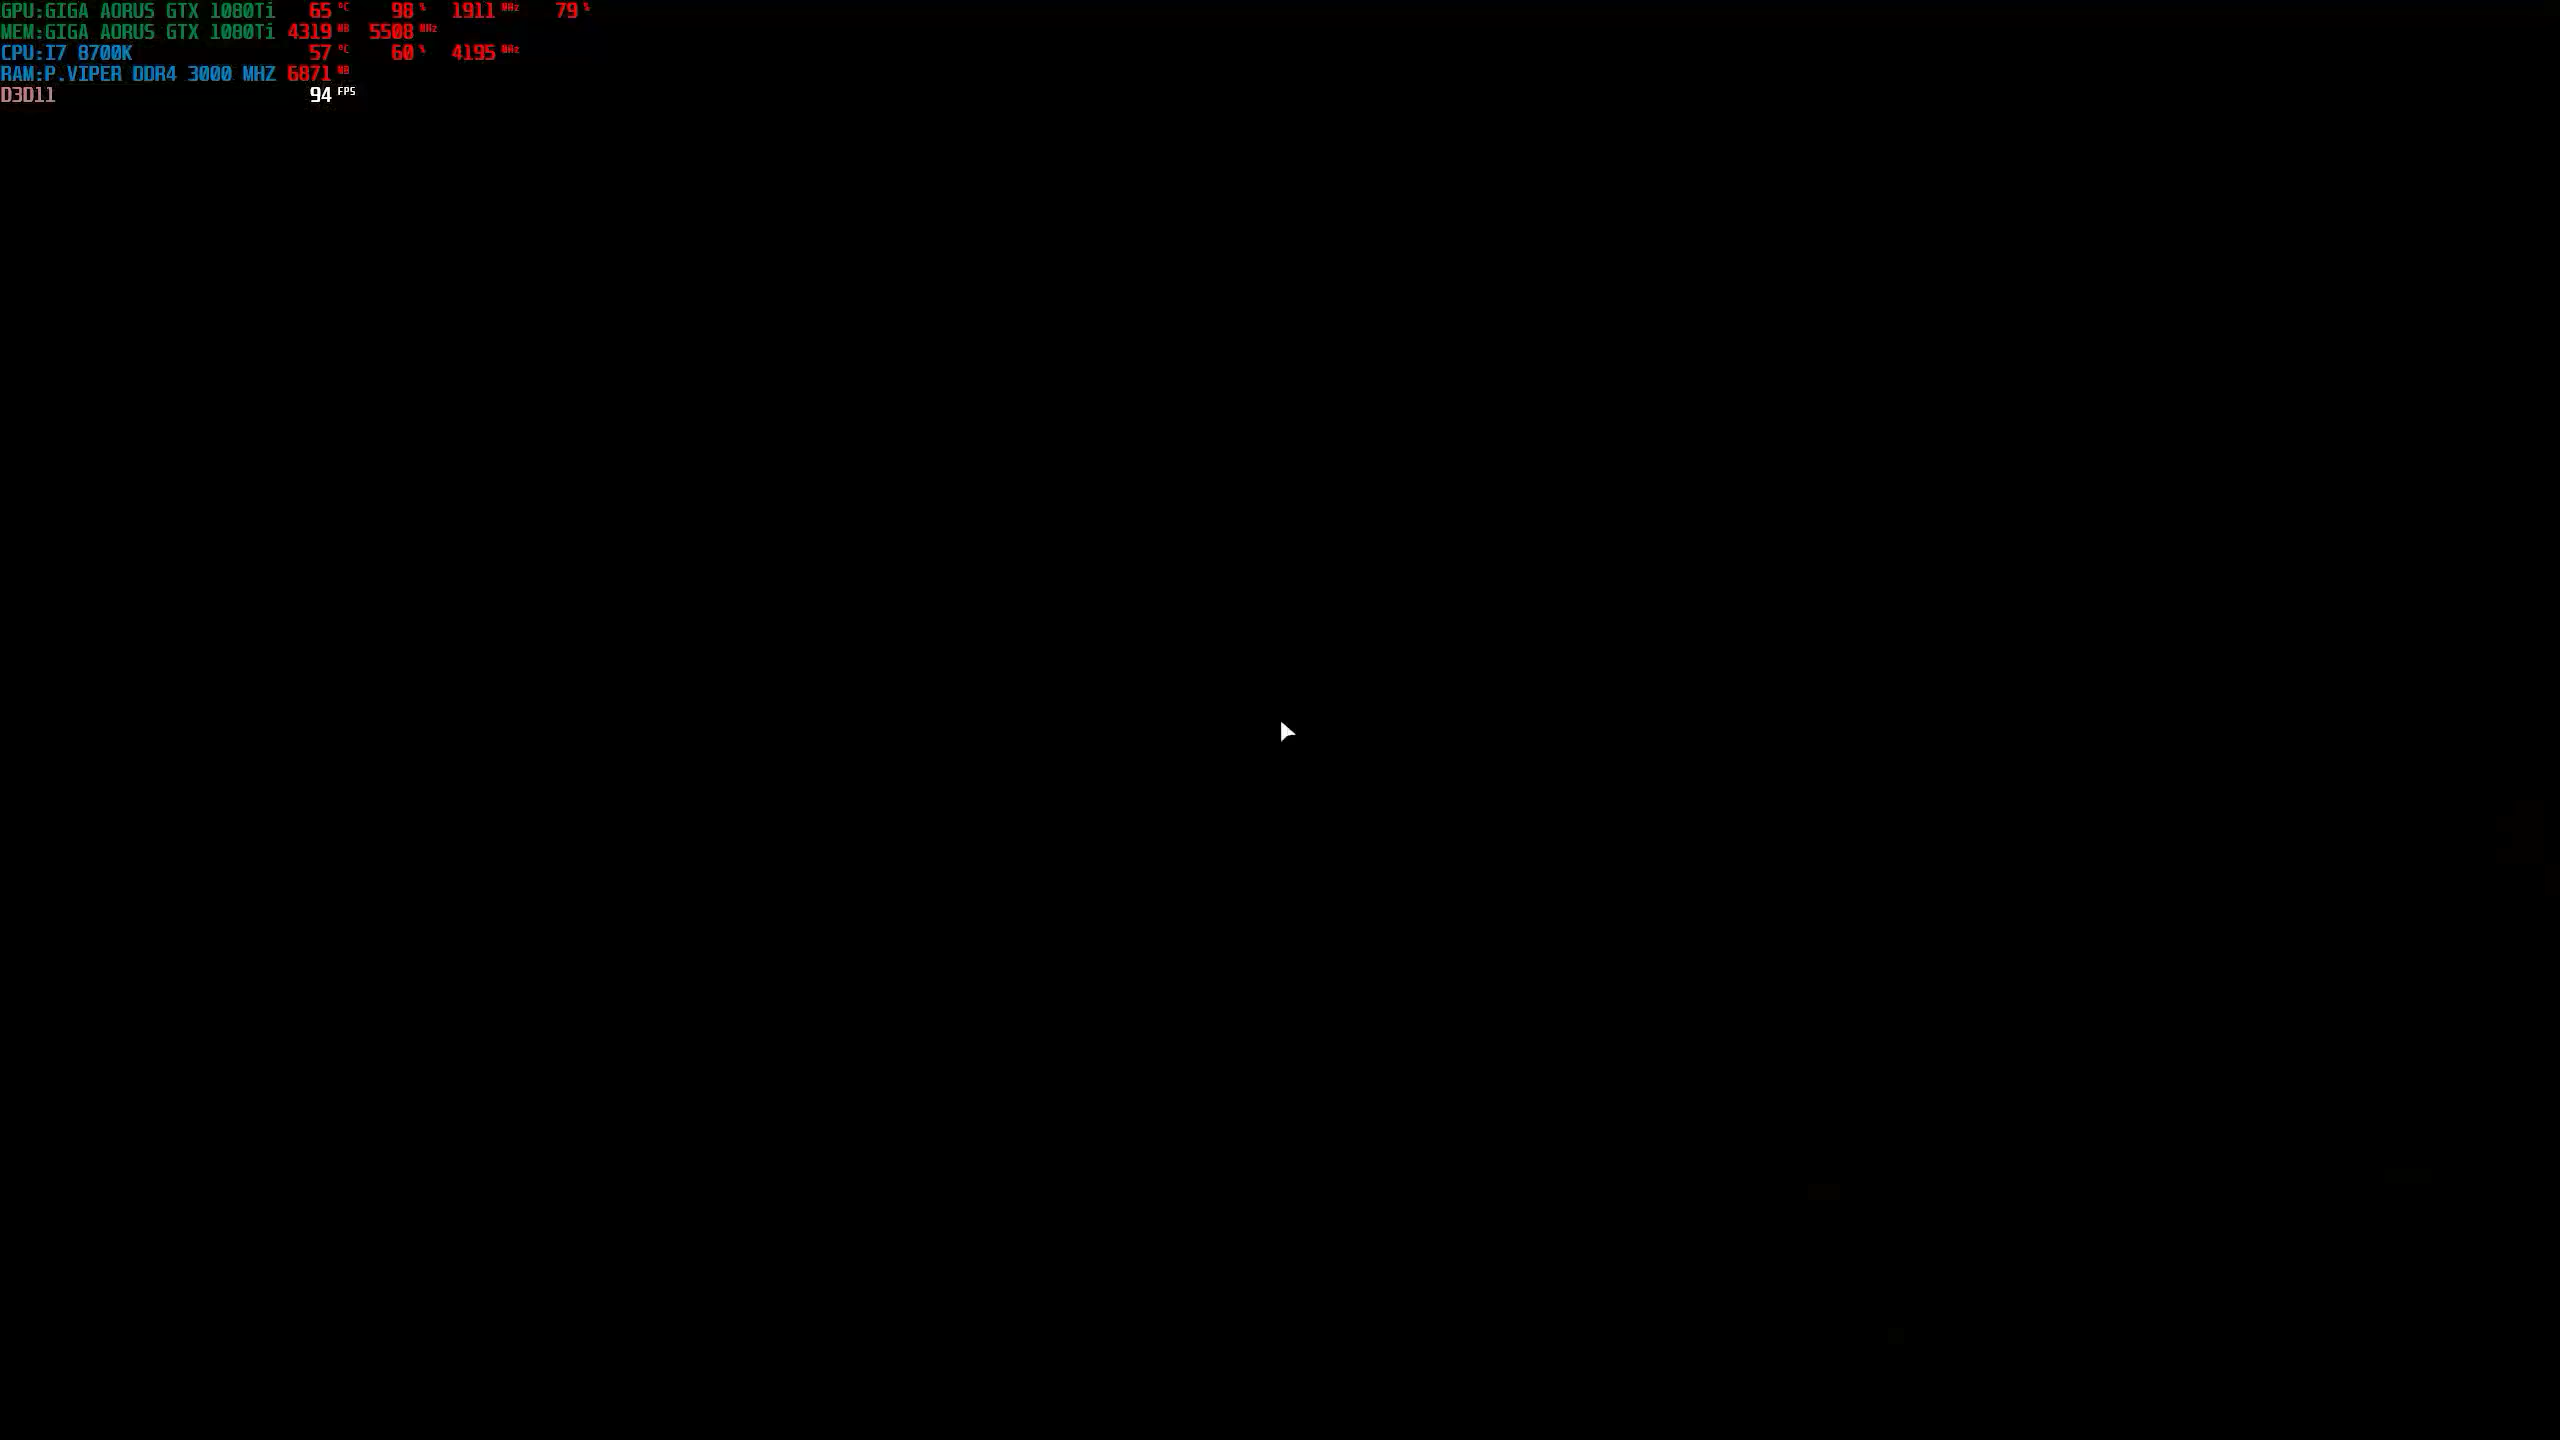 GPU:GIGA AORUS GTX 1080Ti 65 °C 98 % 1911 MHz 79 %
MEM:GIGA AORUS GTX 1080Ti 4319 MB 5508 MHz
CPU:I7 8700K 57 °C 60 % 4195 MHz
RAM:P.VIPER DDR4 3000 MHZ 6871 MB
D3D11 94 FPS